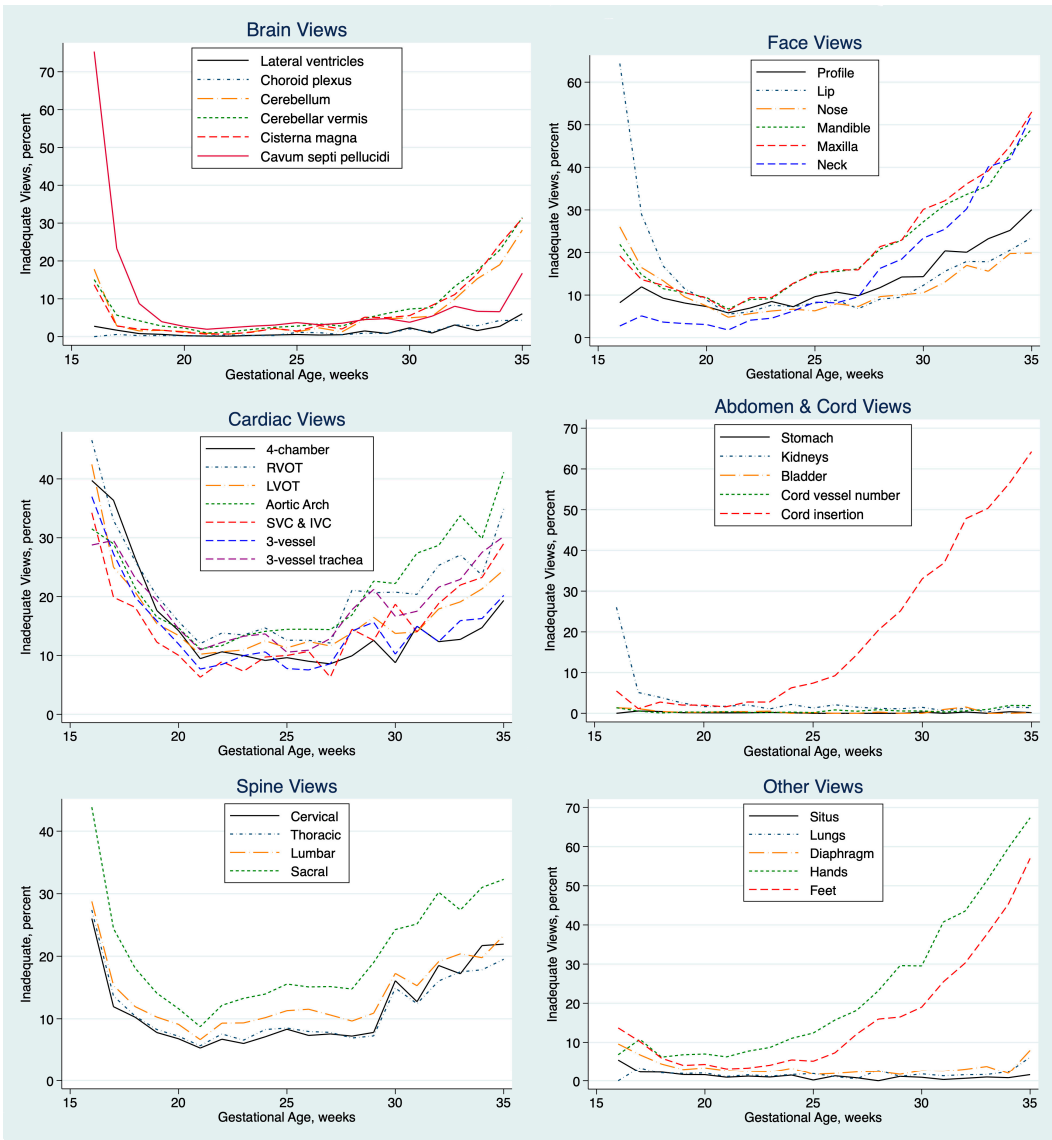 Brain Views
Inadequate Views, percent
70
60
50
40
30
20
10
0
Lateral ventricles
Choroid plexus
Cerebellum
Cerebellar vermis
Cisterna magna
Cavum septi pellucidi
15
20
25
30
35
Gestational Age, weeks
Face Views
Inadequate Views, percent
60
50
40
30
20
10
0
Profile
Lip
Nose
Mandible
Maxilla
Neck
15
20
25
30
35
Gestational Age, weeks
Cardiac Views
Inadequate Views, percent
40
30
20
10
0
4-chamber
RVOT
LVOT
Aortic Arch
SVC & IVC
3-vessel
3-vessel trachea
15
20
25
30
35
Gestational Age, weeks
Abdomen & Cord Views
Inadequate Views, percent
70
60
50
40
30
20
10
0
Stomach
Kidneys
Bladder
Cord vessel number
Cord insertion
15
20
25
30
35
Gestational Age, weeks
Spine Views
Inadequate, percent
40
30
20
10
0
Cervical
Thoracic
Lumbar
Sacral
15
20
25
30
35
Gestational Age, weeks
Other Views
Inadequate Views, percent
70
60
50
40
30
20
10
0
Situs
Lungs
Diaphragm
Hands
Feet
15
20
25
30
35
Gestational Age, weeks